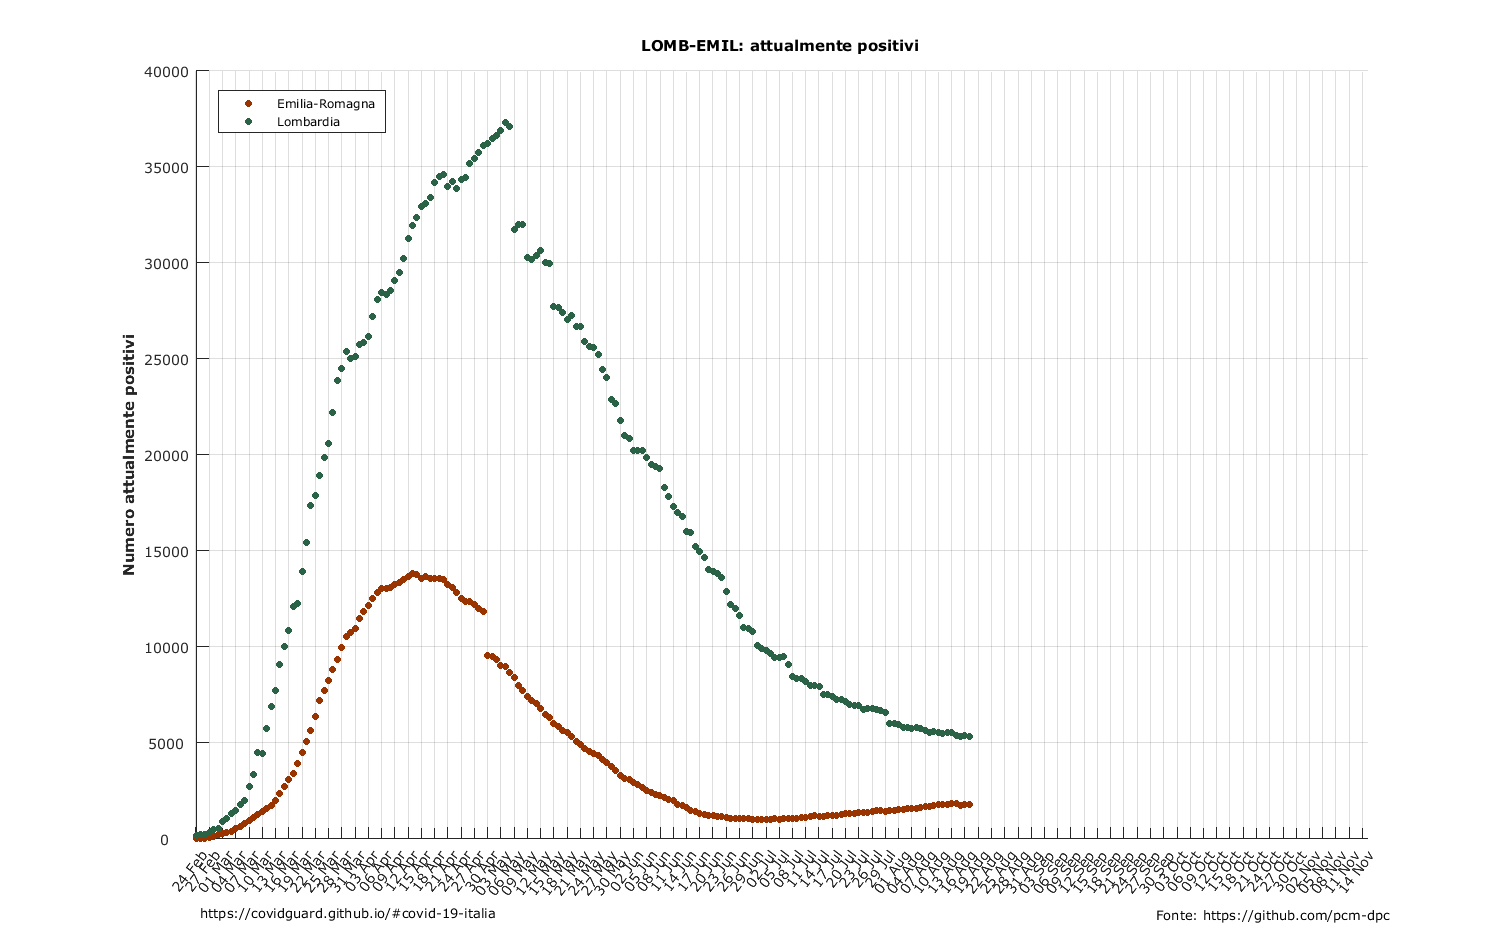 LOMB-EMIL: attualmente positivi
Emilia-Romagna
Lombardia
Numero attualmente positivi
40000
35000
30000
25000
20000
15000
10000
5000
0
24 Feb
27 Feb
01 Mar
04 Mar
07 Mar
10 Mar
13 Mar
16 Mar
19 Mar
22 Mar
25 Mar
28 Mar
31 Mar
03 Apr
06 Apr
09 Apr
12 Apr
15 Apr
18 Apr
21 Apr
24 Apr
27 Apr
30 Apr
03 May
06 May
09 May
12 May
15 May
18 May
21 May
24 May
27 May
30 May
02 Jun
05 Jun
08 Jun
11 Jun
14 Jun
17 Jun
20 Jun
23 Jun
26 Jun
29 Jun
02 Jul
05 Jul
08 Jul
11 Jul
14 Jul
17 Jul
20 Jul
23 Jul
26 Jul
29 Jul
01 Aug
04 Aug
07 Aug
10 Aug
13 Aug
16 Aug
19 Aug
22 Aug
25 Aug
28 Aug
31 Aug
03 Sep
06 Sep
09 Sep
12 Sep
15 Sep
18 Sep
21 Sep
24 Sep
27 Sep
30 Sep
03 Oct
06 Oct
09 Oct
12 Oct
15 Oct
18 Oct
21 Oct
24 Oct
27 Oct
30 Oct
02 Nov
05 Nov
08 Nov
11 Nov
14 Nov
https://covidguard.github.io/#covid-19-italia
Fonte: https://github.com/pcm-dpc